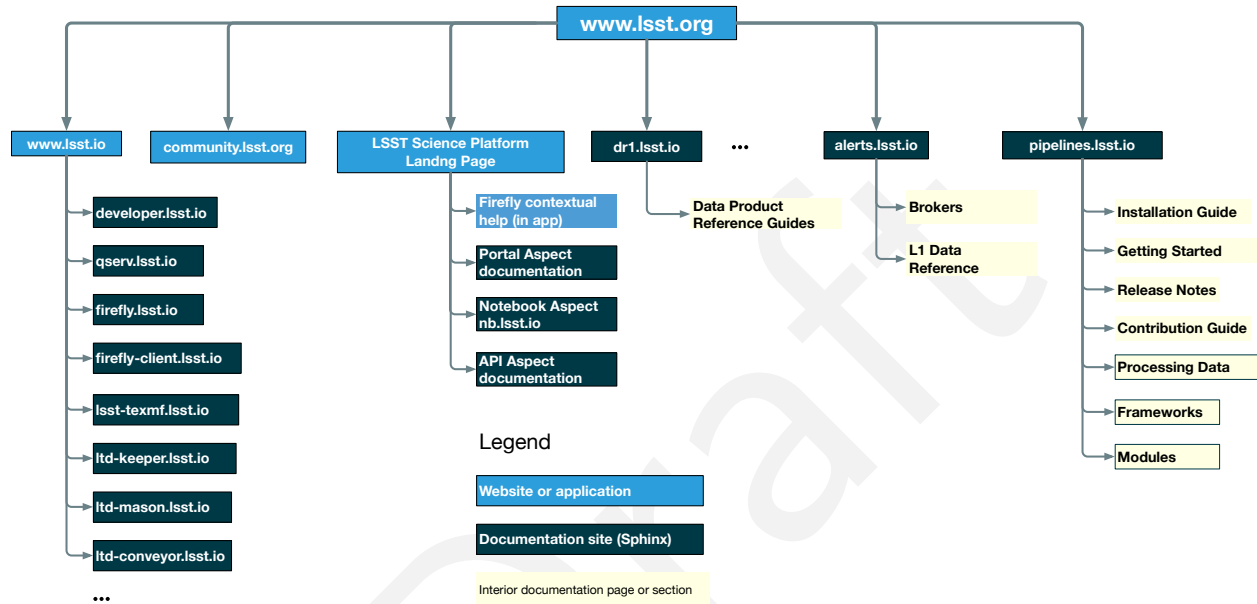 www.lsst.org
www.lsst.io
community.lsst.org
LSST Science Platform
Landng Page
dr1.lsst.io
...
alerts.lsst.io
pipelines.lsst.io
developer.lsst.io
qserv.lsst.io
firefly.lsst.io
firefly-client.lsst.io
lsst-texmf.lsst.io
ltd-keeper.lsst.io
ltd-mason.lsst.io
ltd-conveyor.lsst.io
...
Firefly contextual
help (in app)
Portal Aspect
documentation
Notebook Aspect
nb.lsst.io
API Aspect
documentation
Data Product
Reference Guides
Brokers
L1 Data
Reference
Installation Guide
Getting Started
Release Notes
Contribution Guide
Processing Data
Frameworks
Modules
Legend
Website or application
Documentation site (Sphinx)
Interior documentation page or section
Draft